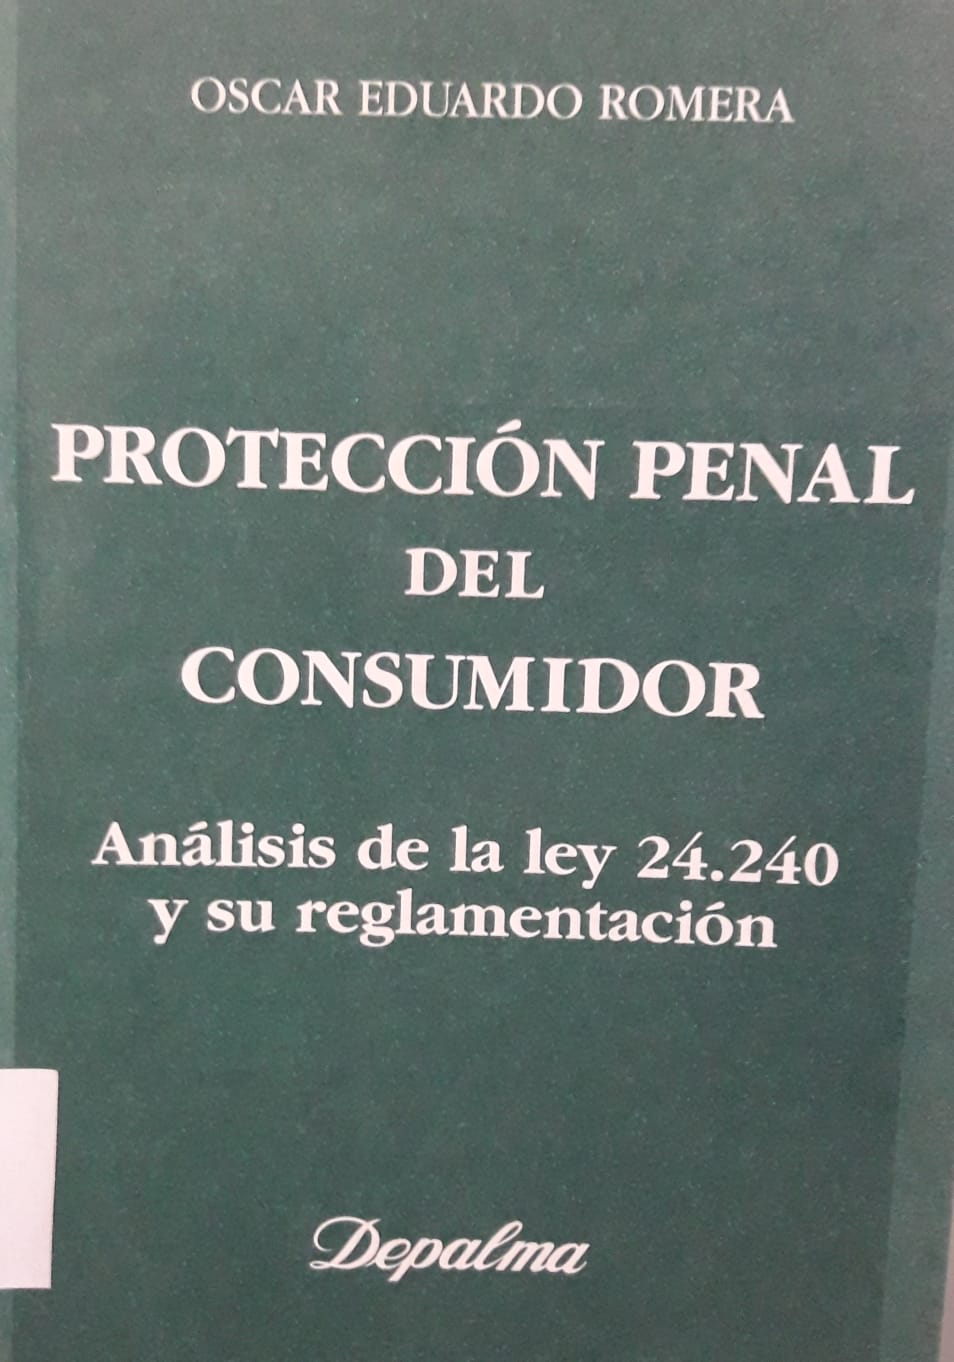 OSCAR EDUARDO ROMERA
PROTECCIÓN PENAL
DEL
CONSUMIDOR
Análisis de la ley 24.240
y su reglamentación
Depalma